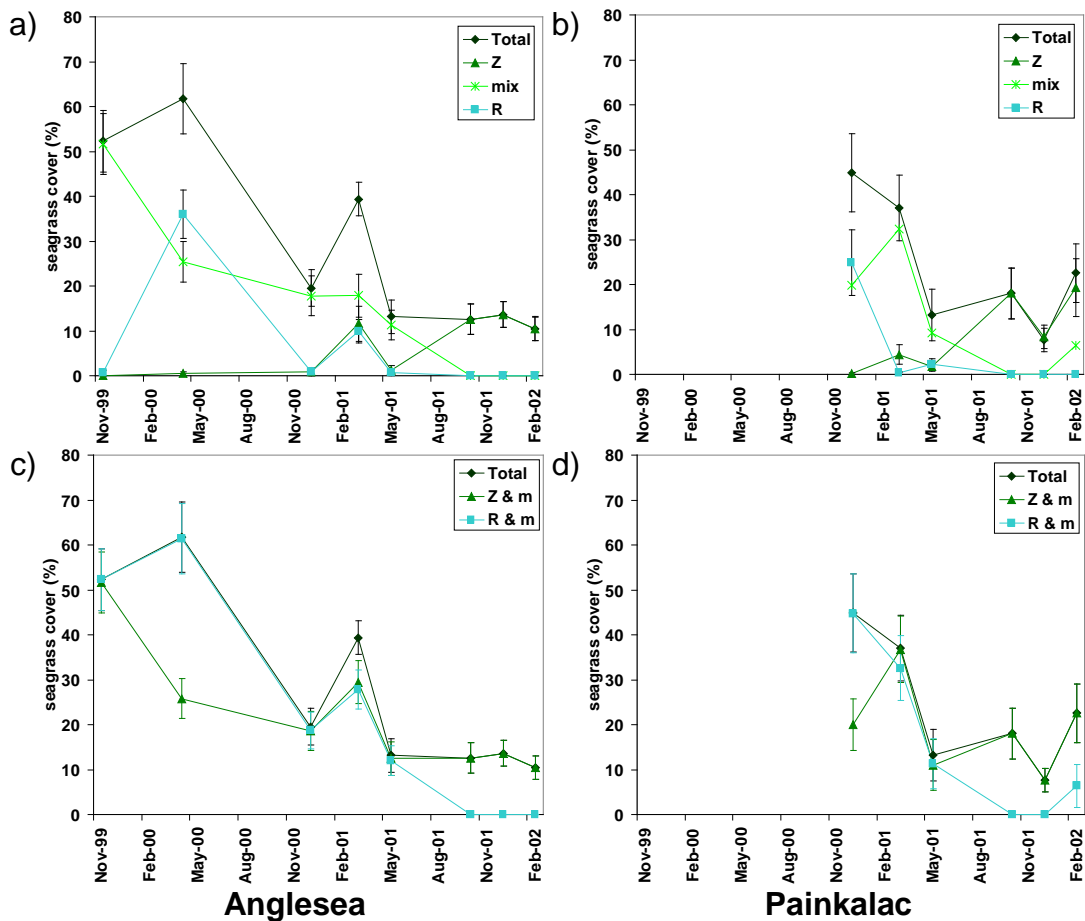 a)
80
70
60
50
40
30
20
10
0
seagrass cover (%)
Total
Z
mix
R
Nov-99
Feb-00
May-00
Aug-00
Nov-00
Feb-01
May-01
Aug-01
Nov-01
Feb-02
b)
80
70
60
50
40
30
20
10
0
seagrass cover (%)
Total
Z
mix
R
Nov-99
Feb-00
May-00
Aug-00
Nov-00
Feb-01
May-01
Aug-01
Nov-01
Feb-02
c)
80
70
60
50
40
30
20
10
0
seagrass cover (%)
Total
Z & m
R & m
Nov-99
Feb-00
May-00
Aug-00
Nov-00
Feb-01
May-01
Aug-01
Nov-01
Feb-02
Anglesea
d)
80
70
60
50
40
30
20
10
0
seagrass cover (%)
Total
Z & m
R & m
Nov-99
Feb-00
May-00
Aug-00
Nov-00
Feb-01
May-01
Aug-01
Nov-01
Feb-02
Painkalac